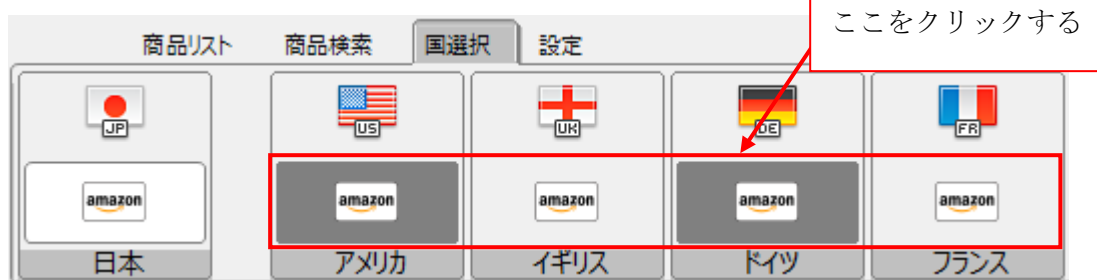 ここをクリックする
商品リスト 商品検索 国選択 設定
JP US UK DE FR
amazon amazon amazon amazon amazon
日本 アメリカ イギリス ドイツ フランス